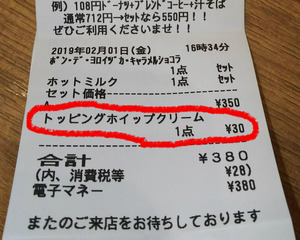 例）108円ドーナツ+ブレンドコーヒー+汁そば
通常712円→セットなら550円！！
ぜひご利用くださいませ！
2019年02月01日(金) 16時34分
ポン・デ・ヨロイヅカ・キャラメルショコラ
1点 セット
ホットミルク 1点 セット
セット価格ーーーーー
A ¥350
トッピングホイップクリーム
1点 ¥30
合計 ¥380
(内、消費税等 ¥28)
電子マネー ¥380
またのご来店をお待ちしております